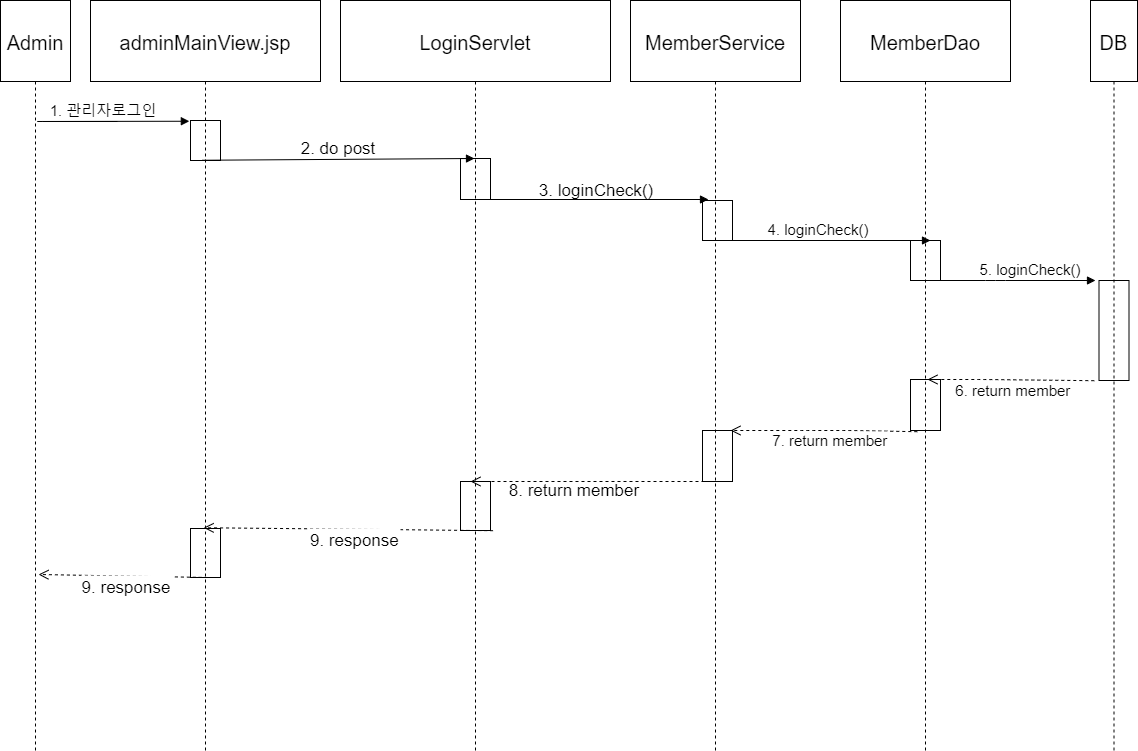 Admin
adminMainView.jsp
LoginServlet
MemberService
MemberDao
DB
1. 관리자로그인
2. do post
3. loginCheck()
4. loginCheck()
5. loginCheck()
6. return member
7. return member
8. return member
9. response
9. response